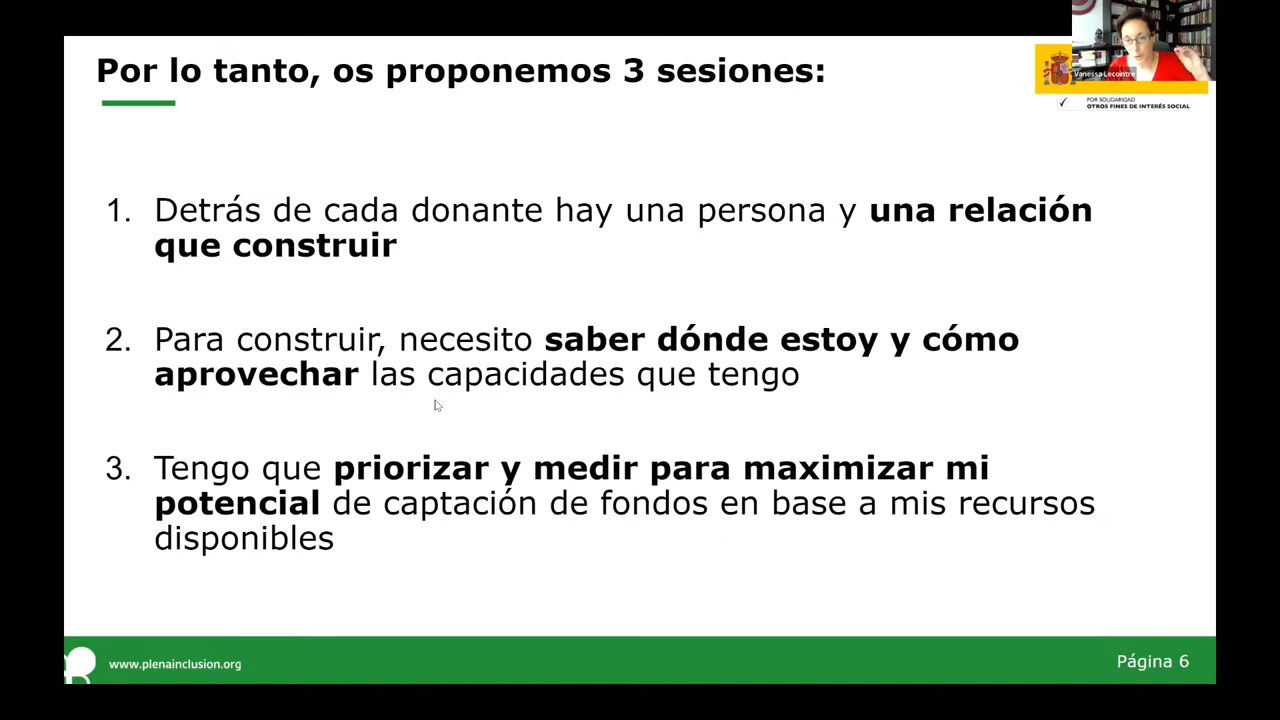 Por lo tanto, os proponemos 3 sesiones:
Vanessa Lecointre
POR SOLIDARIDAD
OTROS FINES DE INTERÉS SOCIAL
1. Detrás de cada donante hay una persona y una relación
que construir
2. Para construir, necesito saber dónde estoy y cómo
aprovechar las capacidades que tengo
3. Tengo que priorizar y medir para maximizar mi
potencial de captación de fondos en base a mis recursos
disponibles
www.plenainclusion.org
Página 6